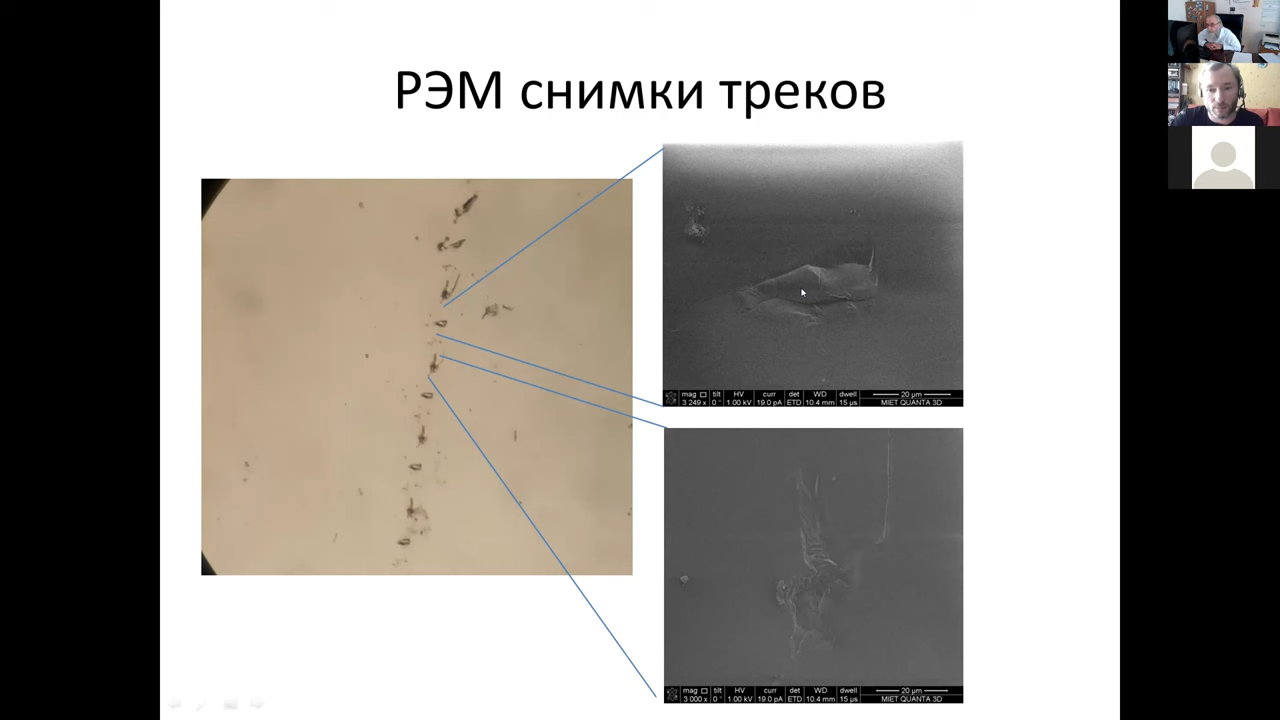 РЭМ снимки треков
mag tilt HV curr det WD dwell 20 µm
3 249 x 0 ° 1.00 kV 19.0 pA ETD 10.4 mm 15 µs MIET QUANTA 3D
mag tilt HV curr det WD dwell 20 µm
3 000 x 0 ° 1.00 kV 19.0 pA ETD 10.4 mm 15 µs MIET QUANTA 3D